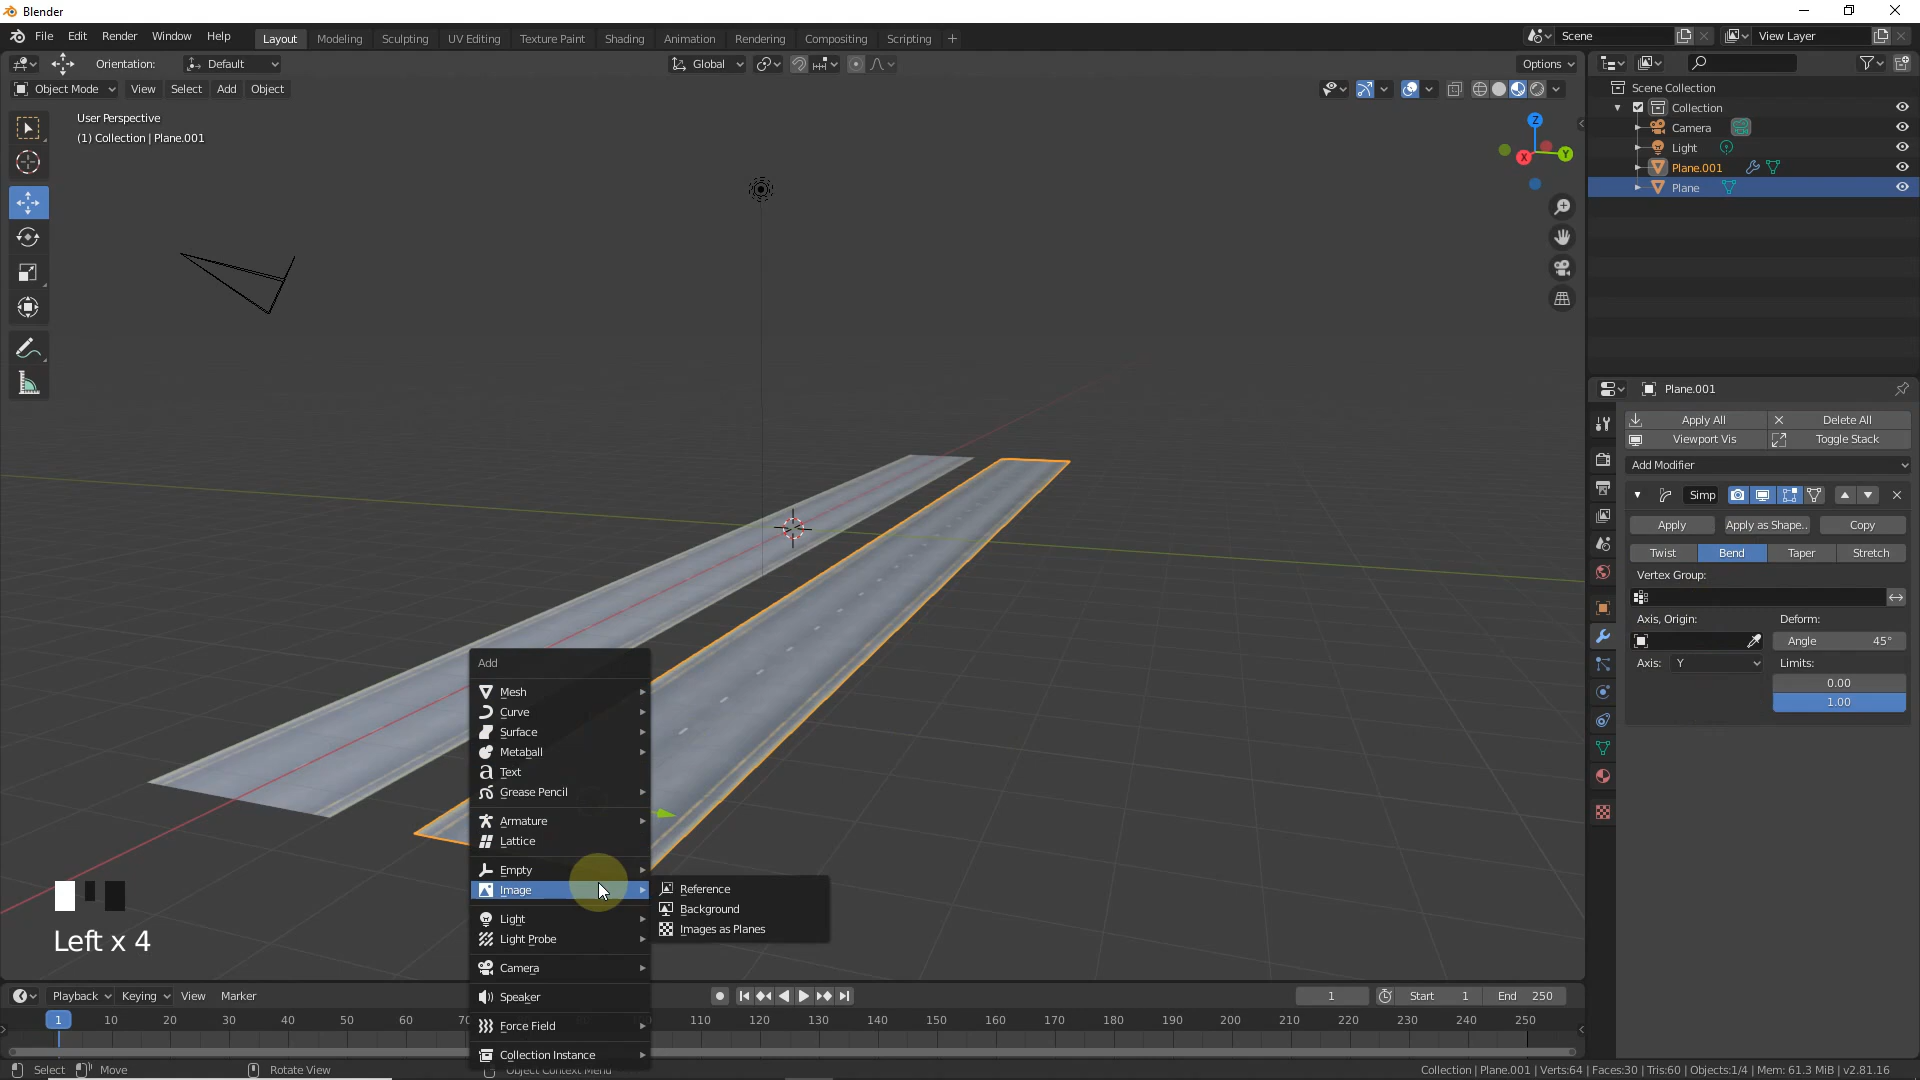 Blender
File Edit Render Window Help Layout Modeling Sculpting UV Editing Texture Paint Shading Animation Rendering Compositing Scripting + Scene View Layer
Orientation: Default Global Options
Object Mode View Select Add Object
User Perspective
(1) Collection | Plane.001
Z
X Y
Scene Collection
Collection
Camera
Light
Plane.001
Plane
Plane.001
Apply All Delete All
Viewport Vis Toggle Stack
Add Modifier
Simp
Apply Apply as Shape.. Copy
Twist Bend Taper Stretch
Vertex Group:
Axis, Origin: Deform:
Angle 45°
Axis: Y Limits:
0.00
1.00
Add
Mesh
Curve
Surface
Metaball
Text
Grease Pencil
Armature
Lattice
Empty
Image
Light
Light Probe
Camera
Speaker
Force Field
Collection Instance
Reference
Background
Images as Planes
Left x 4
Playback Keying View Marker 1 Start 1 End 250
1 10 20 30 40 50 60 110 120 130 140 150 160 170 180 190 200 210 220 230 240 250
Select Move Rotate View Object Context Menu Collection | Plane.001 | Verts:64 | Faces:30 | Tris:60 | Objects:1/4 | Mem: 61.3 MiB | v2.81.16